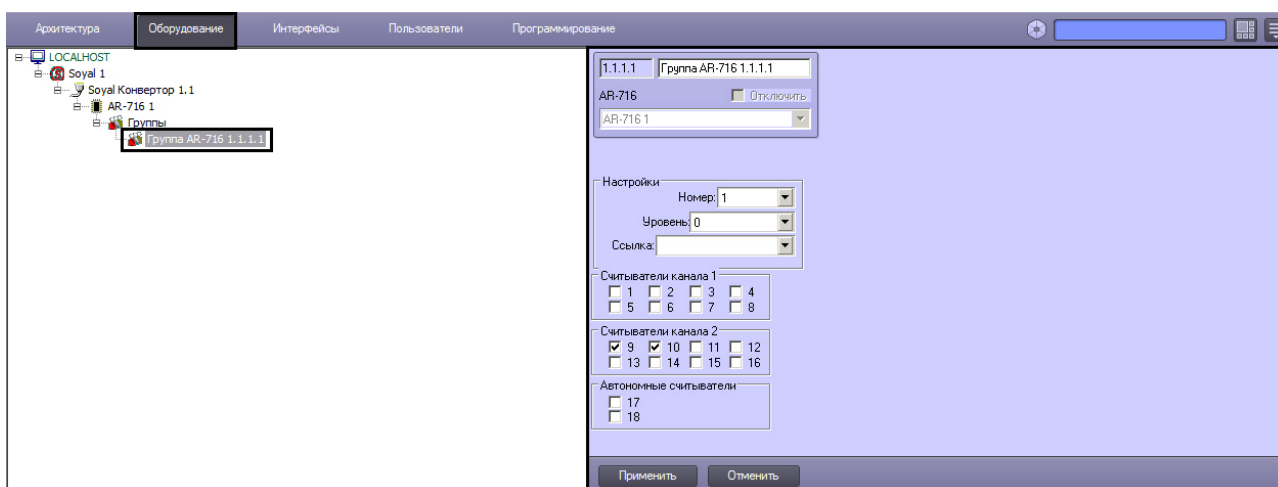 Архитектура Оборудование Интерфейсы Пользователи Программирование
LOCALHOST
Soyal 1
Soyal Конвертор 1.1
AR-716 1
Группы
Группа AR-716 1.1.1.1
1.1.1.1 Группа AR-716 1.1.1.1
AR-716 Отключить
AR-716 1
Настройки
Номер: 1
Уровень: 0
Ссылка:
Считыватели канала 1
1 2 3 4
5 6 7 8
Считыватели канала 2
9 10 11 12
13 14 15 16
Автономные считыватели
17
18
Применить Отменить